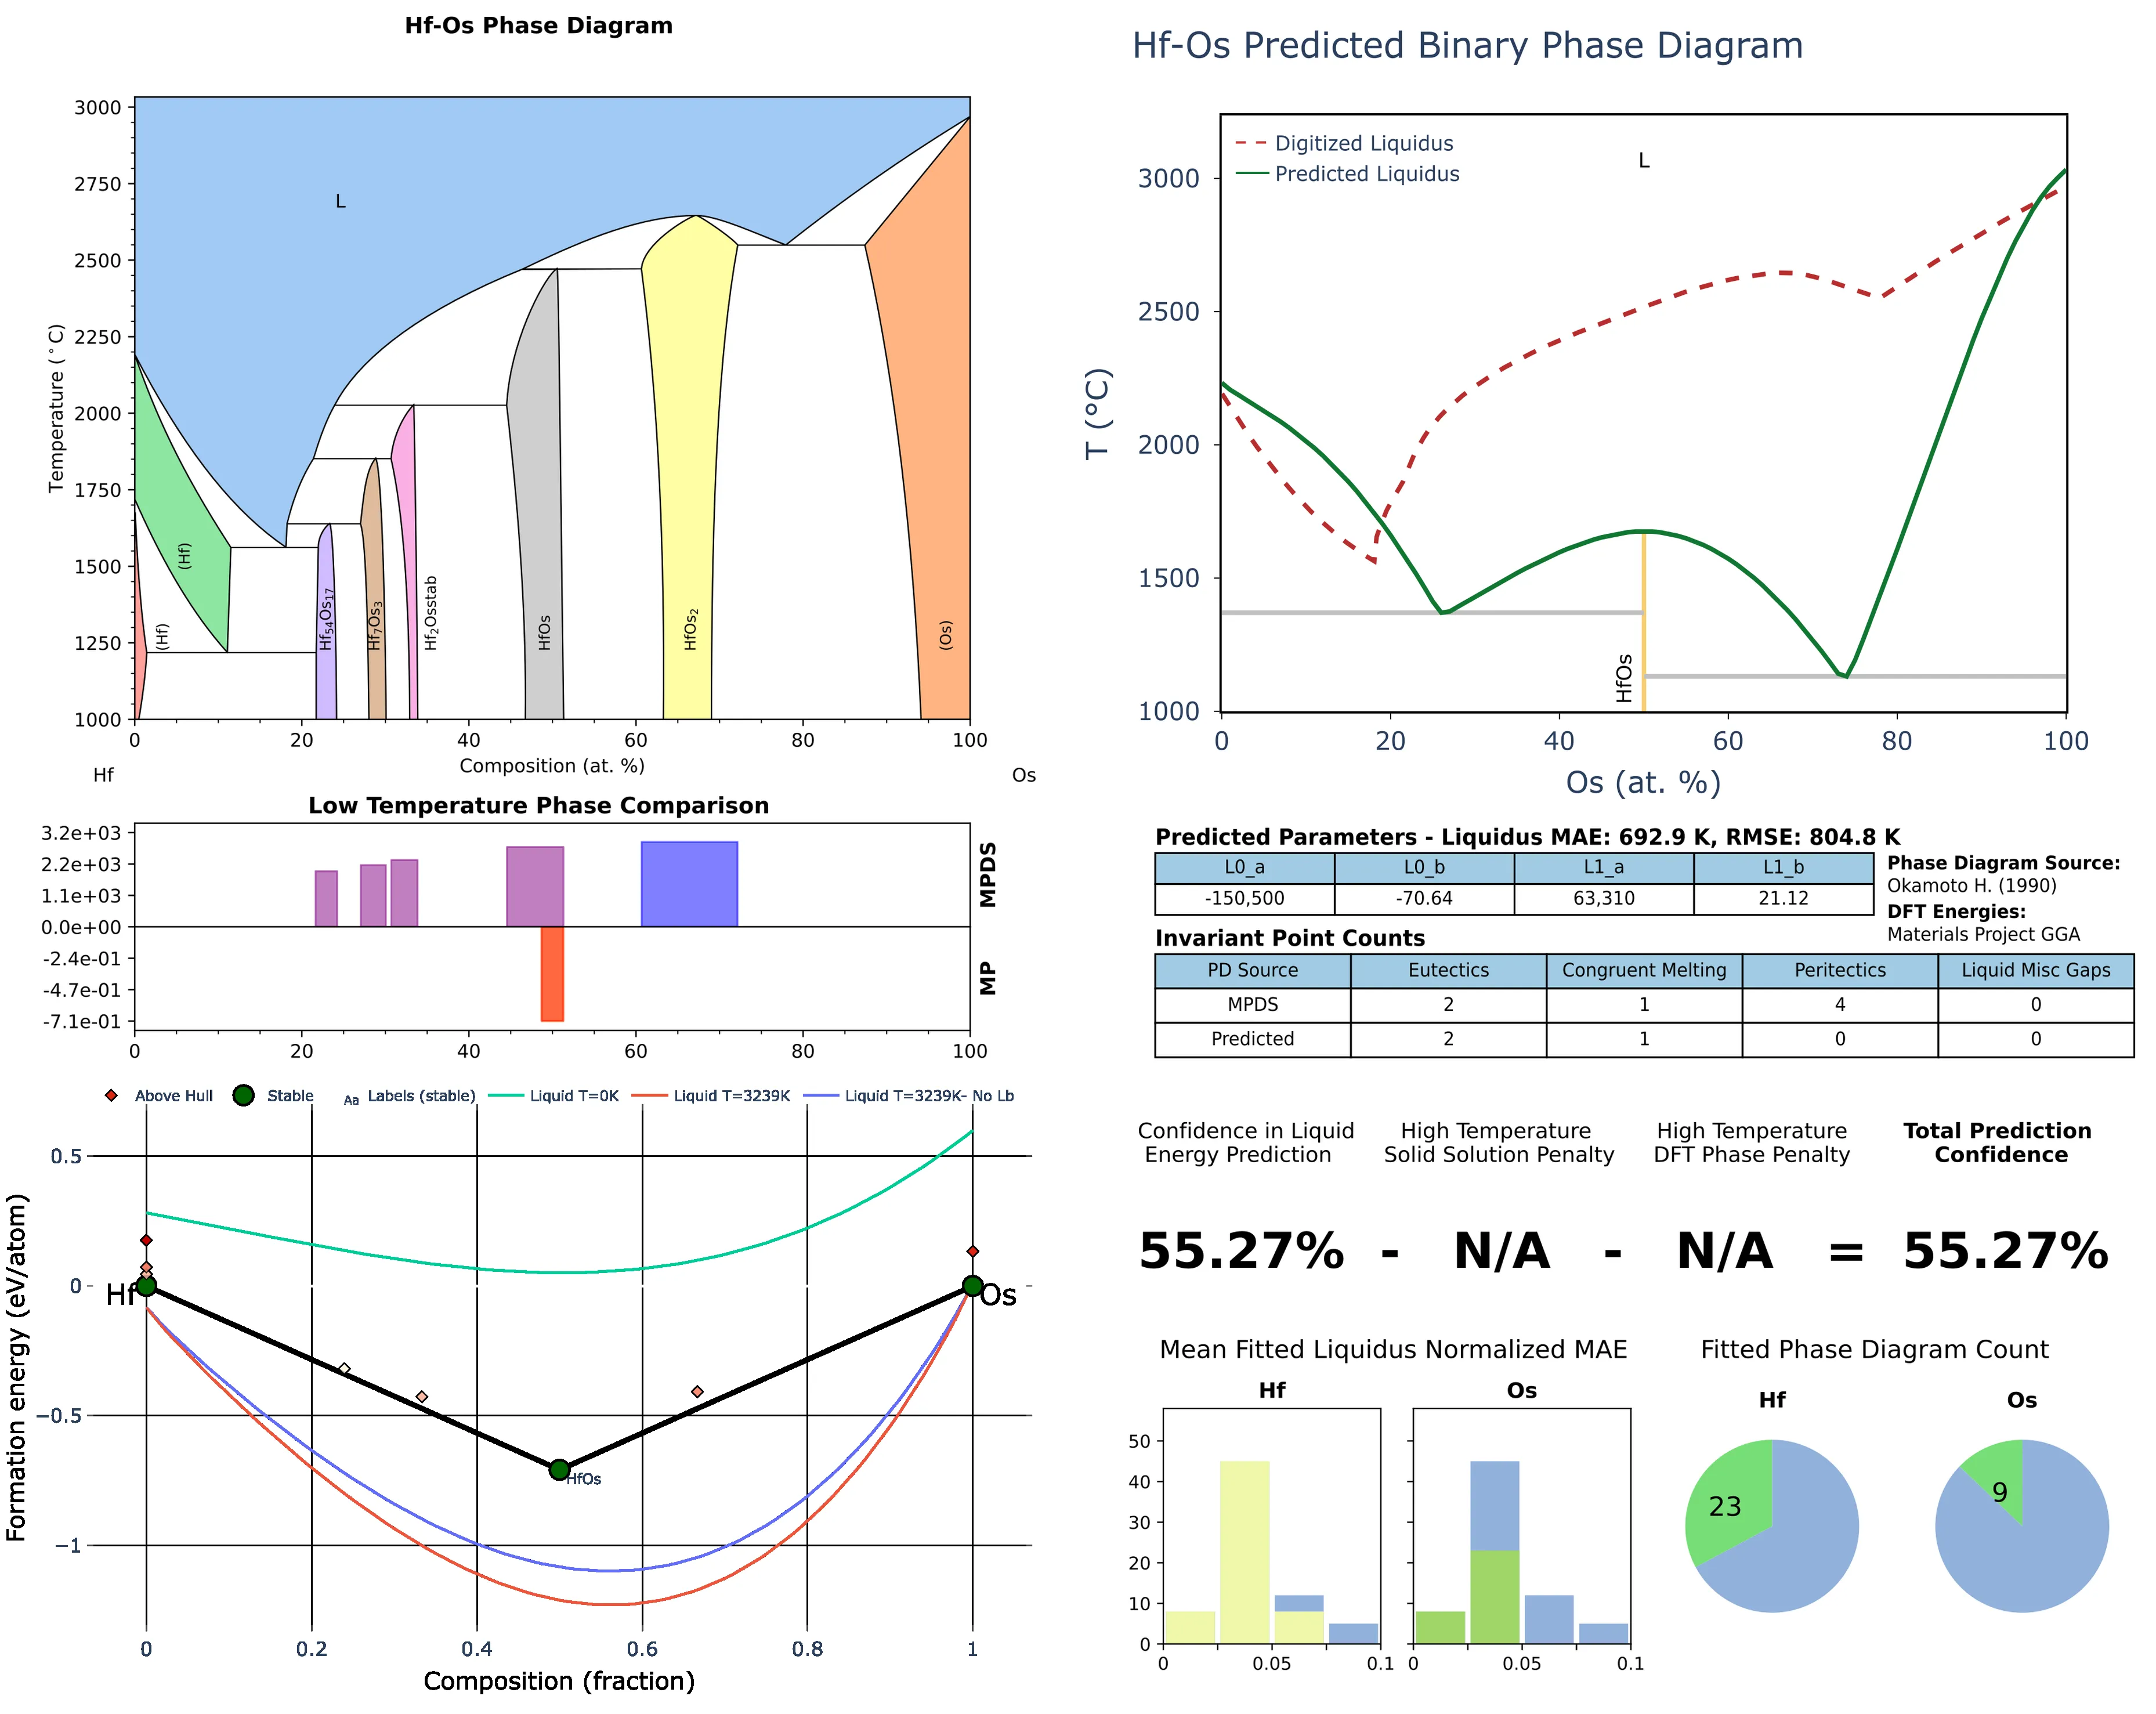 Hf-Os Phase Diagram
3000
2750
2500
2250
2000
1750
1500
1250
1000
Temperature (°C)
L
(Hf)
(Hf)
Hf54Os17
Hf7Os3
Hf2Osstab
HfOs
HfOs2
(Os)
0 20 40 60 80 100
Composition (at. %)
Hf Os
Hf-Os Predicted Binary Phase Diagram
Digitized Liquidus
Predicted Liquidus
L
3000
2500
2000
1500
1000
T (°C)
HfOs
0 20 40 60 80 100
Os (at. %)
Low Temperature Phase Comparison
3.2e+03
2.2e+03
1.1e+03
0.0e+00
-2.4e-01
-4.7e-01
-7.1e-01
MPDS
MP
0 20 40 60 80 100
Predicted Parameters - Liquidus MAE: 692.9 K, RMSE: 804.8 K
L0_a L0_b L1_a L1_b
-150,500 -70.64 63,310 21.12
Phase Diagram Source:
Okamoto H. (1990)
DFT Energies:
Materials Project GGA
Invariant Point Counts
PD Source Eutectics Congruent Melting Peritectics Liquid Misc Gaps
MPDS 2 1 4 0
Predicted 2 1 0 0
Above Hull Stable Aa Labels (stable) Liquid T=0K Liquid T=3239K Liquid T=3239K- No Lb
0.5
0
−0.5
−1
Formation energy (eV/atom)
Hf
Os
HfOs
0 0.2 0.4 0.6 0.8 1
Composition (fraction)
Confidence in Liquid
Energy Prediction
High Temperature
Solid Solution Penalty
High Temperature
DFT Phase Penalty
Total Prediction
Confidence
55.27% - N/A - N/A = 55.27%
Mean Fitted Liquidus Normalized MAE
Hf Os
50
40
30
20
10
0
0 0.05 0.1
0 0.05 0.1
Fitted Phase Diagram Count
Hf Os
23
9